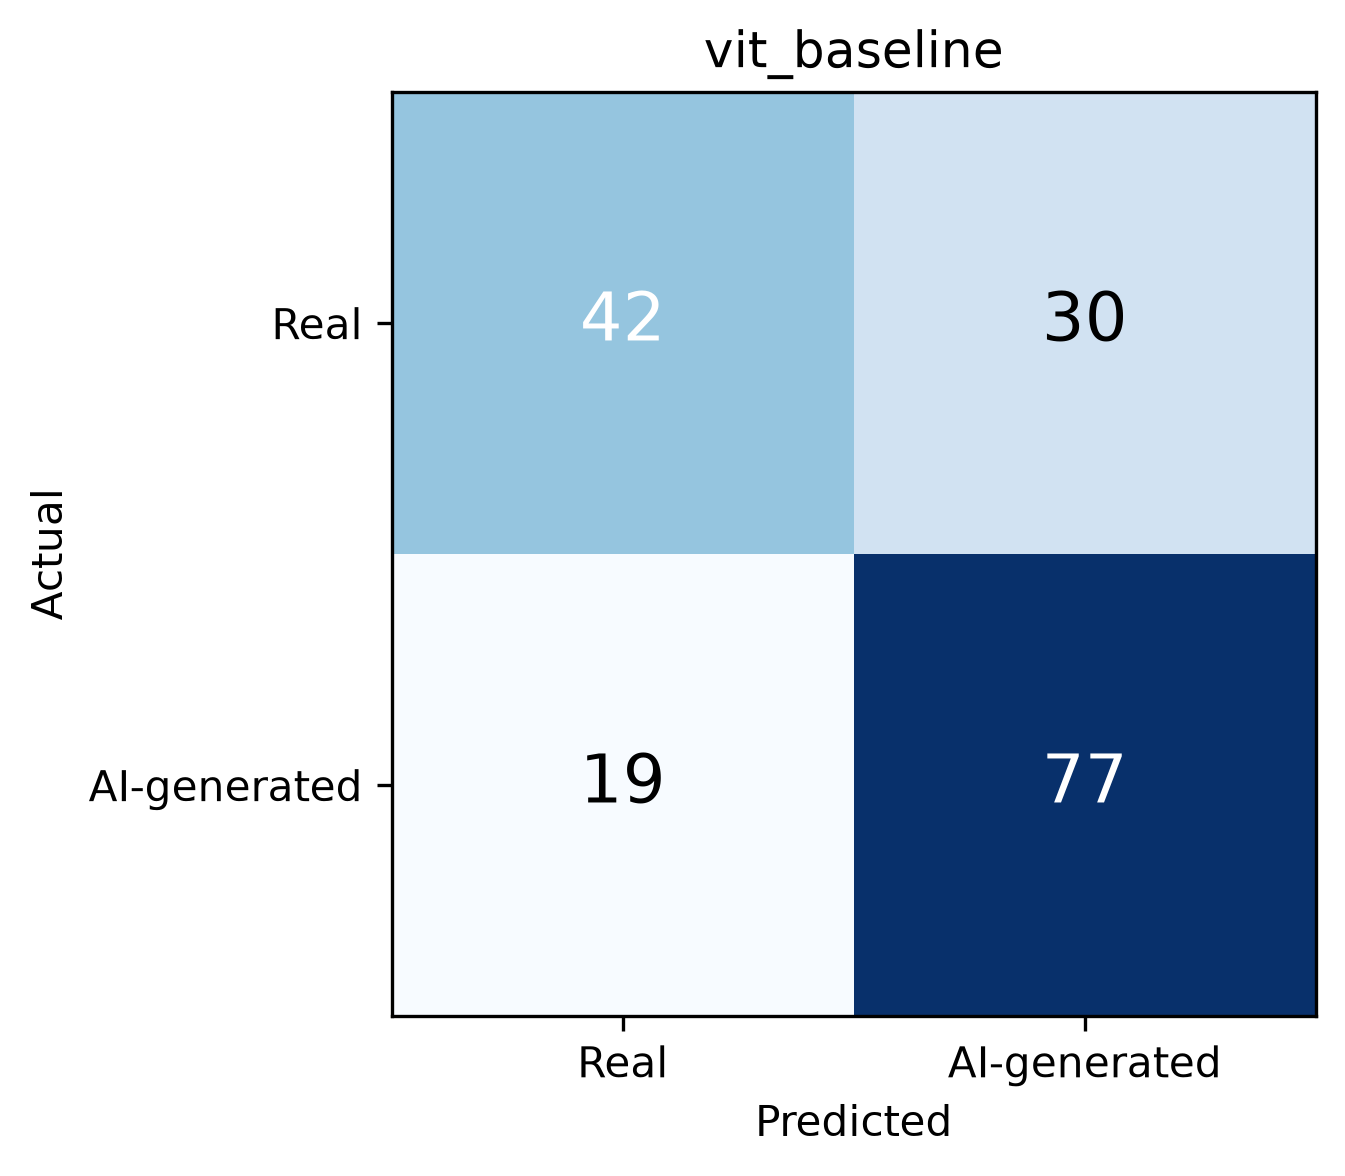 vit_baseline
Actual
Real
42
30
AI-generated
19
77
Real
AI-generated
Predicted